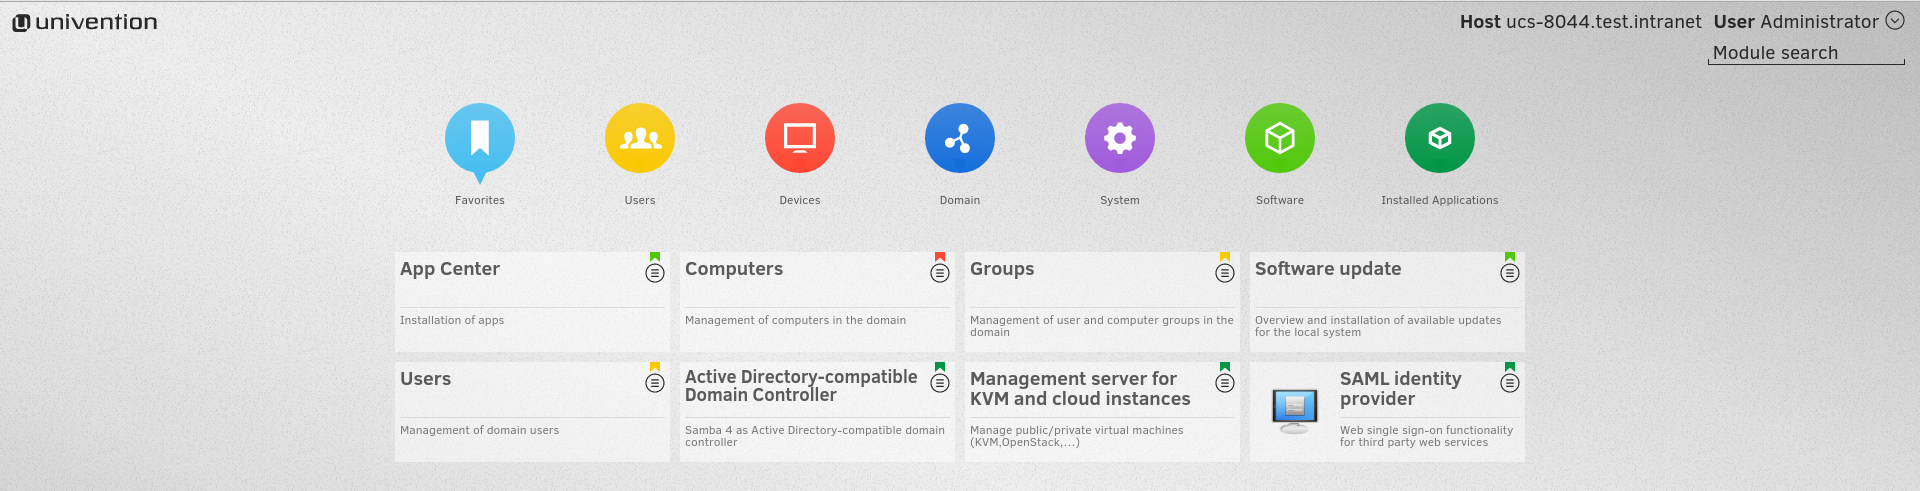 univention
Host ucs-8044.test.intranet User Administrator
Module search
Favorites
Users
Devices
Domain
System
Software
Installed Applications
App Center
Installation of apps
Computers
Management of computers in the domain
Groups
Management of user and computer groups in the
domain
Software update
Overview and installation of available updates
for the local system
Users
Management of domain users
Active Directory-compatible
Domain Controller
Samba 4 as Active Directory-compatible domain
controller
Management server for
KVM and cloud instances
Manage public/private virtual machines
(KVM,OpenStack,...)
SAML identity
provider
Web single sign-on functionality
for third party web services